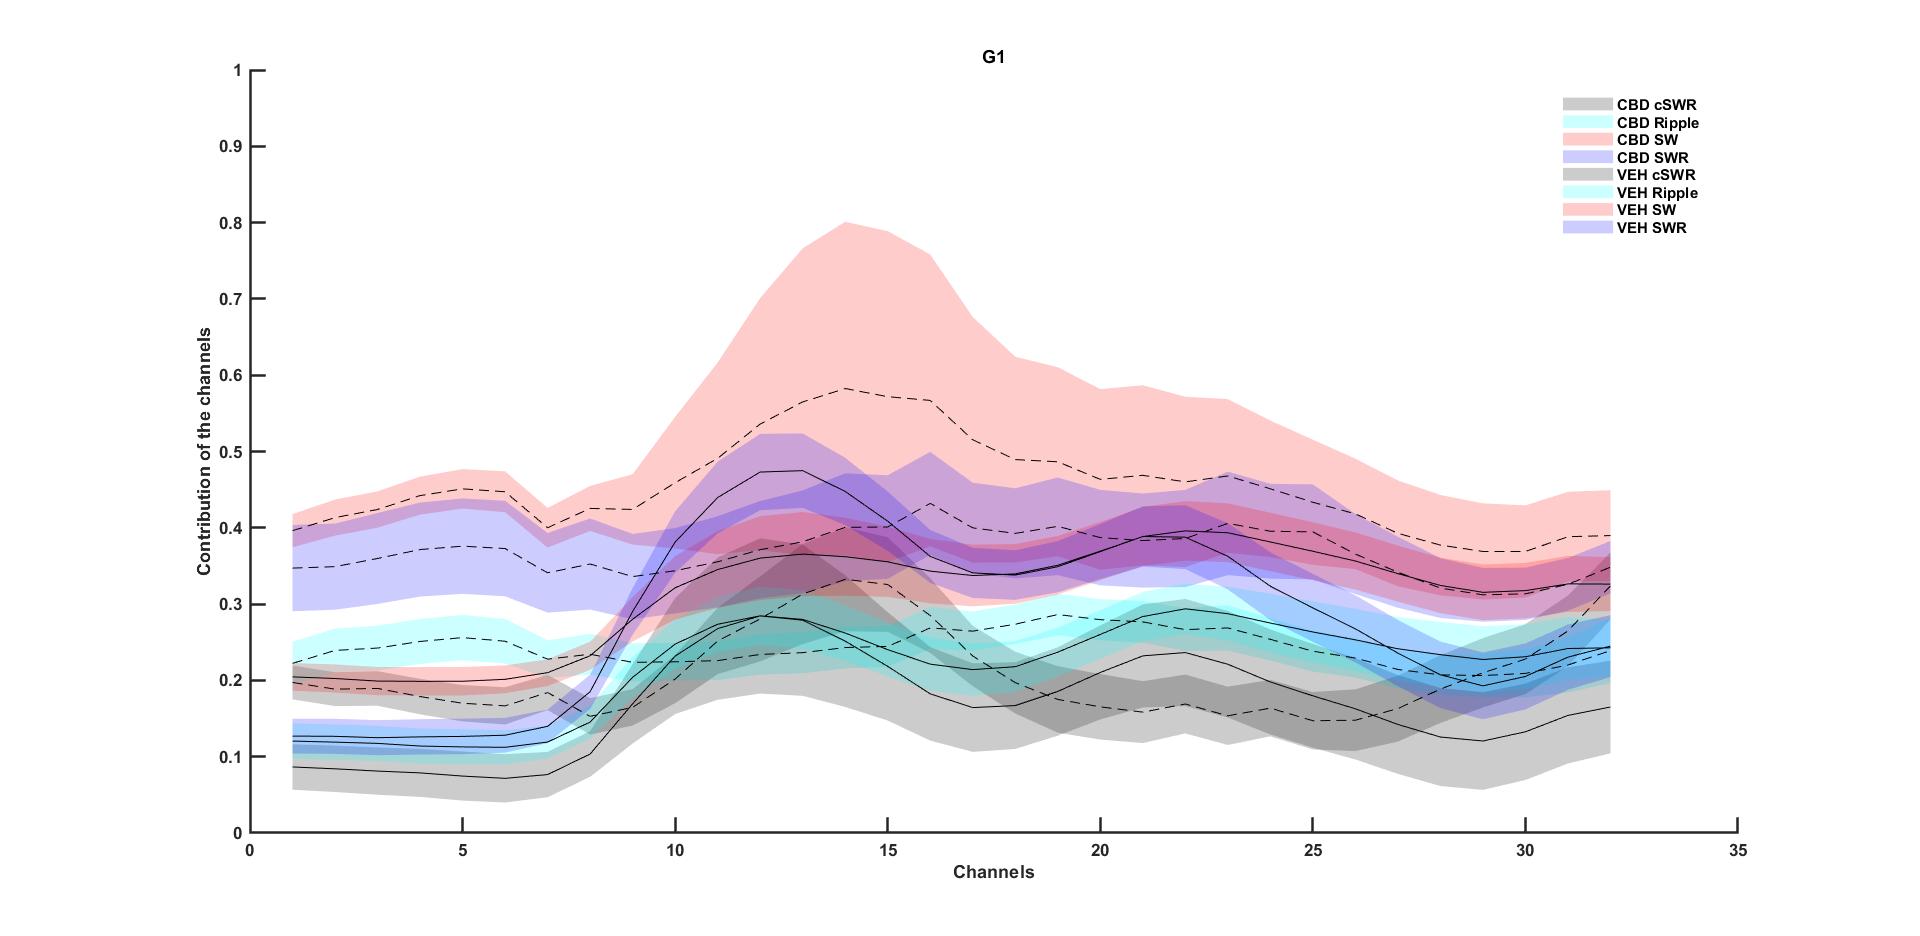 G1
1
0.9
0.8
0.7
0.6
0.5
0.4
0.3
0.2
0.1
0
Contribution of the channels
CBD cSWR
CBD Ripple
CBD SW
CBD SWR
VEH cSWR
VEH Ripple
VEH SW
VEH SWR
0 5 10 15 20 25 30 35
Channels